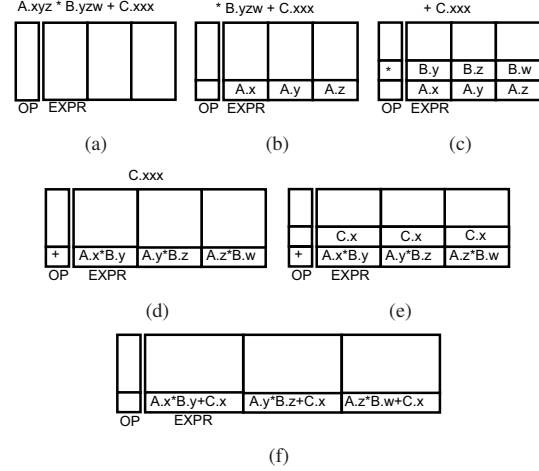 A.xyz * B.yzw + C.xxx
OP EXPR
(a)
* B.yzw + C.xxx
A.x A.y A.z
OP EXPR
(b)
+ C.xxx
* B.y B.z B.w
A.x A.y A.z
OP EXPR
(c)
C.xxx
+ A.x*B.y A.y*B.z A.z*B.w
OP EXPR
(d)
C.x C.x C.x
+ A.x*B.y A.y*B.z A.z*B.w
OP EXPR
(e)
A.x*B.y+C.x A.y*B.z+C.x A.z*B.w+C.x
OP EXPR
(f)